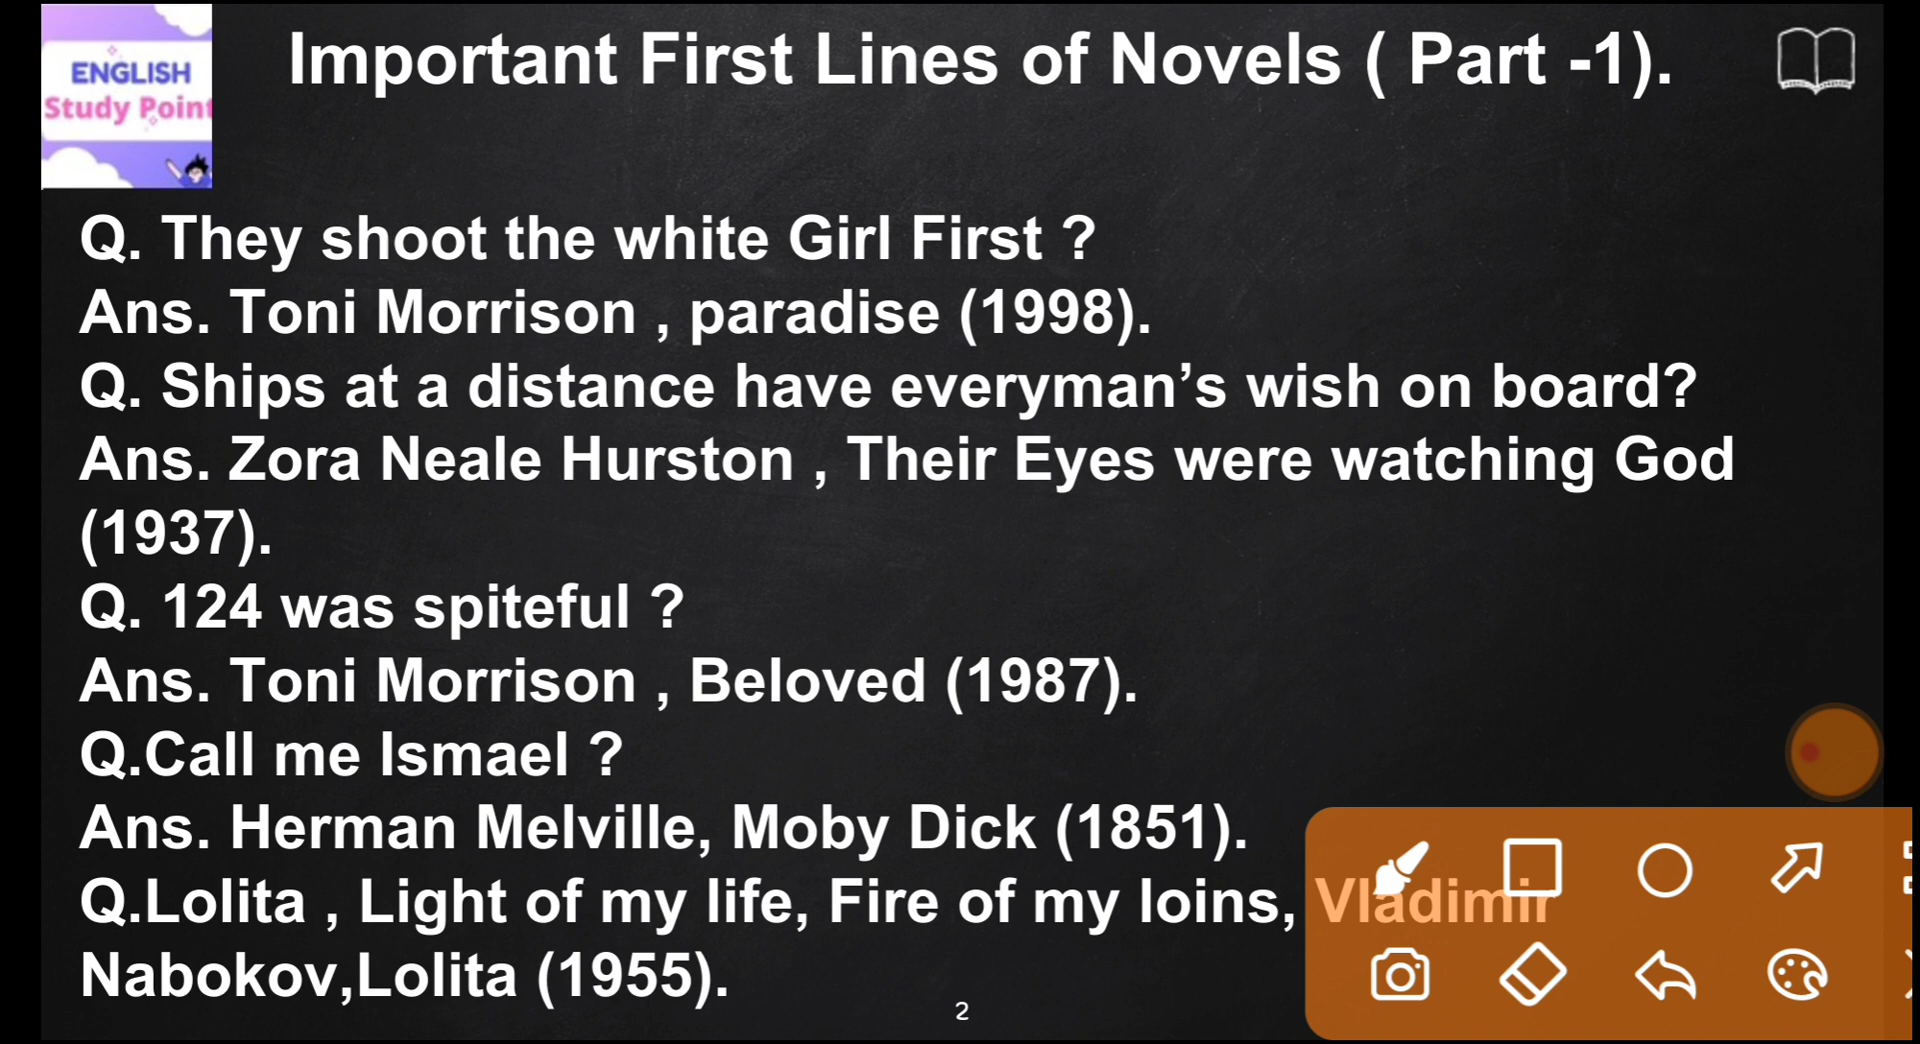 ENGLISH
Study Point
Important First Lines of Novels ( Part -1).
Q. They shoot the white Girl First ?
Ans. Toni Morrison , paradise (1998).
Q. Ships at a distance have everyman’s wish on board?
Ans. Zora Neale Hurston , Their Eyes were watching God
(1937).
Q. 124 was spiteful ?
Ans. Toni Morrison , Beloved (1987).
Q.Call me Ismael ?
Ans. Herman Melville, Moby Dick (1851).
Q.Lolita , Light of my life, Fire of my loins, Vladimir
Nabokov,Lolita (1955).
2